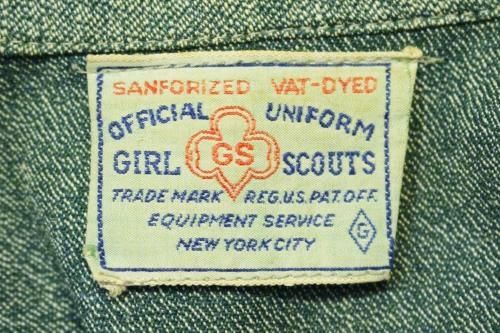 SANFORIZED VAT-DYED
OFFICIAL UNIFORM
GIRL GS SCOUTS
TRADE MARK REG.U.S.PAT.OFF.
EQUIPMENT SERVICE
NEW YORK CITY G